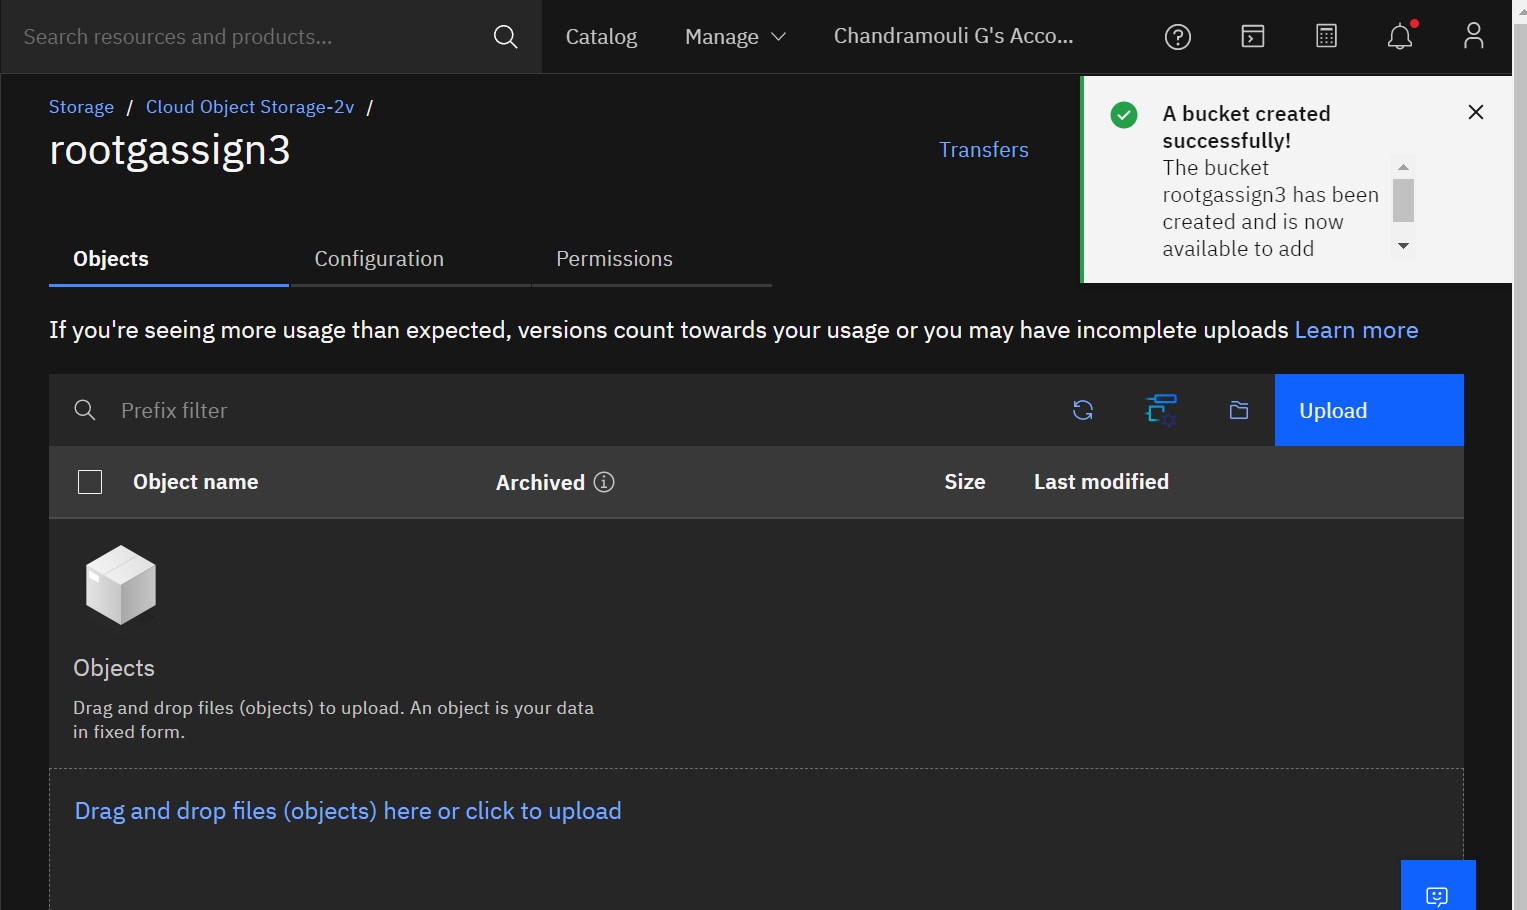 Search resources and products...
Catalog
Manage
Chandramouli G's Acco...
Storage / Cloud Object Storage-2v /
rootgassign3
Transfers
A bucket created
successfully!
The bucket
rootgassign3 has been
created and is now
available to add
Objects
Configuration
Permissions
If you're seeing more usage than expected, versions count towards your usage or you may have incomplete uploads Learn more
Prefix filter
Upload
Object name
Archived
Size
Last modified
Objects
Drag and drop files (objects) to upload. An object is your data
in fixed form.
Drag and drop files (objects) here or click to upload